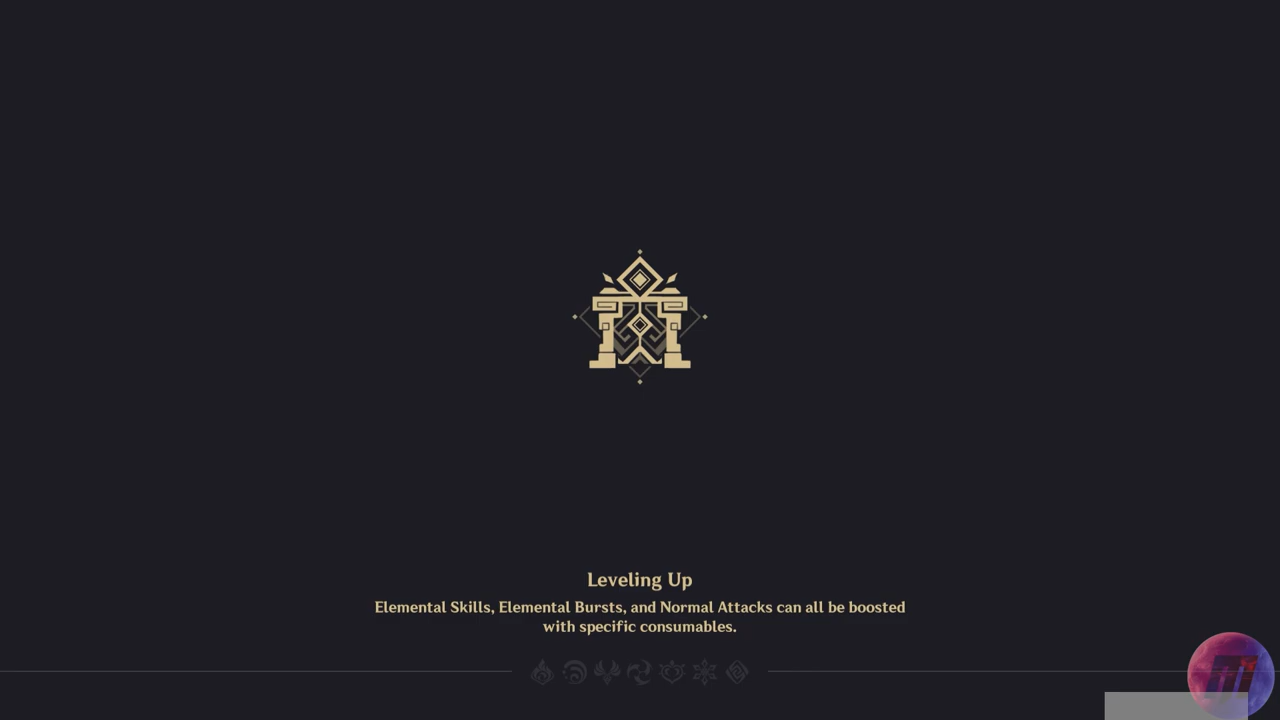 Leveling Up
Elemental Skills, Elemental Bursts, and Normal Attacks can all be boosted
with specific consumables.